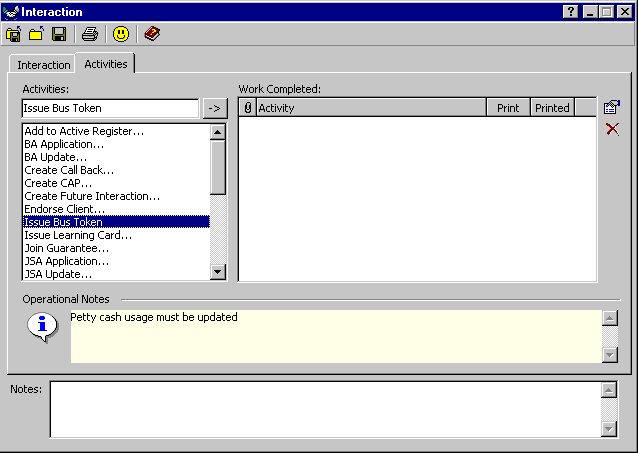 Interaction
Interaction
Activities
Activities:
Issue Bus Token
->
Add to Active Register...
BA Application...
BA Update...
Create Call Back...
Create CAP...
Create Future Interaction...
Endorse Client...
Issue Bus Token
Issue Learning Card...
Join Guarantee...
JSA Application...
JSA Update...
Work Completed:
Activity Print Printed
Operational Notes
Petty cash usage must be updated
Notes: